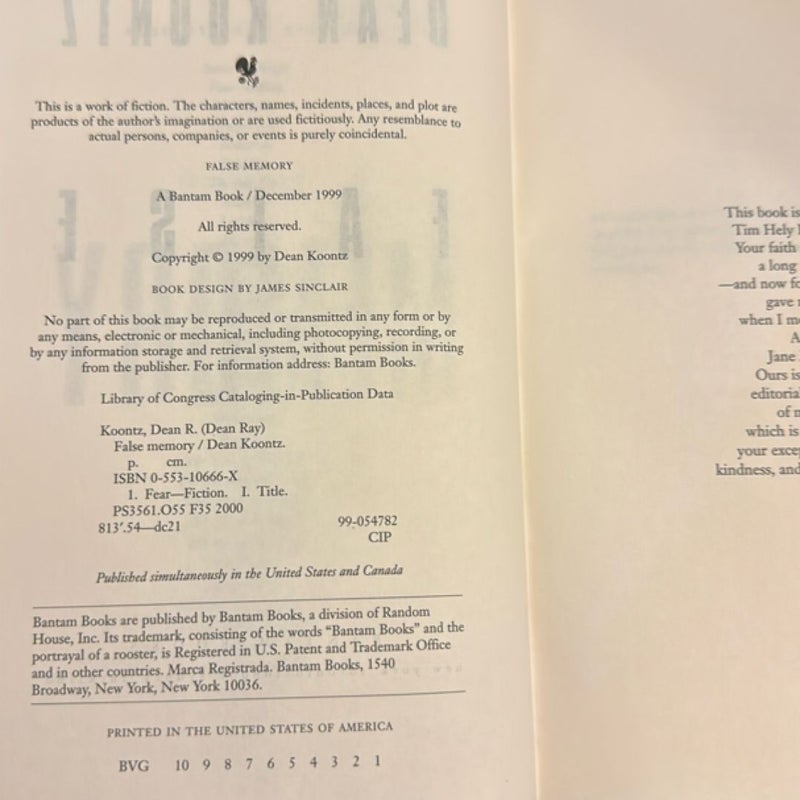 This is a work of fiction. The characters, names, incidents, places, and plot are
products of the author's imagination or are used fictitiously. Any resemblance to
actual persons, companies, or events is purely coincidental.
FALSE MEMORY
A Bantam Book / December 1999
All rights reserved.
Copyright © 1999 by Dean Koontz
BOOK DESIGN BY JAMES SINCLAIR
No part of this book may be reproduced or transmitted in any form or by
any means, electronic or mechanical, including photocopying, recording, or
by any information storage and retrieval system, without permission in writing
from the publisher. For information address: Bantam Books.
Library of Congress Cataloging-in-Publication Data
Koontz, Dean R. (Dean Ray)
False memory / Dean Koontz.
p. cm.
ISBN 0-553-10666-X
1. Fear—Fiction. I. Title.
PS3561.O55 F35 2000
813'.54—dc21 99-054782
CIP
Published simultaneously in the United States and Canada
Bantam Books are published by Bantam Books, a division of Random
House, Inc. Its trademark, consisting of the words “Bantam Books” and the
portrayal of a rooster, is Registered in U.S. Patent and Trademark Office
and in other countries. Marca Registrada. Bantam Books, 1540
Broadway, New York, New York 10036.
PRINTED IN THE UNITED STATES OF AMERICA
BVG 10 9 8 7 6 5 4 3 2 1
This book is
Tim Hely
Your faith
a long
—and now
gave
when I
Jane
Ours is
editorial
of
which is
your
kindness, and